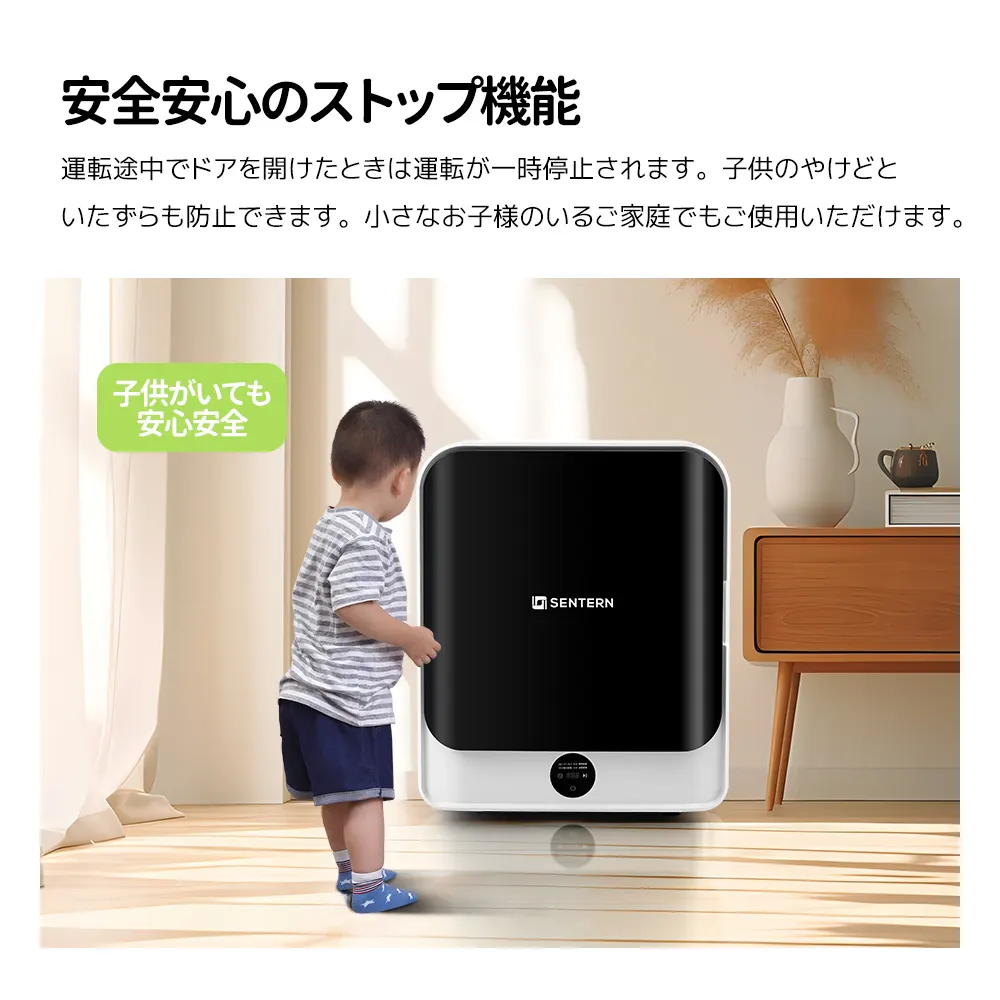 安全安心のストップ機能
運転途中でドアを開けたときは運転が一時停止されます。子供のやけどと
いたずらも防止できます。小さなお子様のいるご家庭でもご使用いただけます。
子供がいても
安心安全
SENTERN